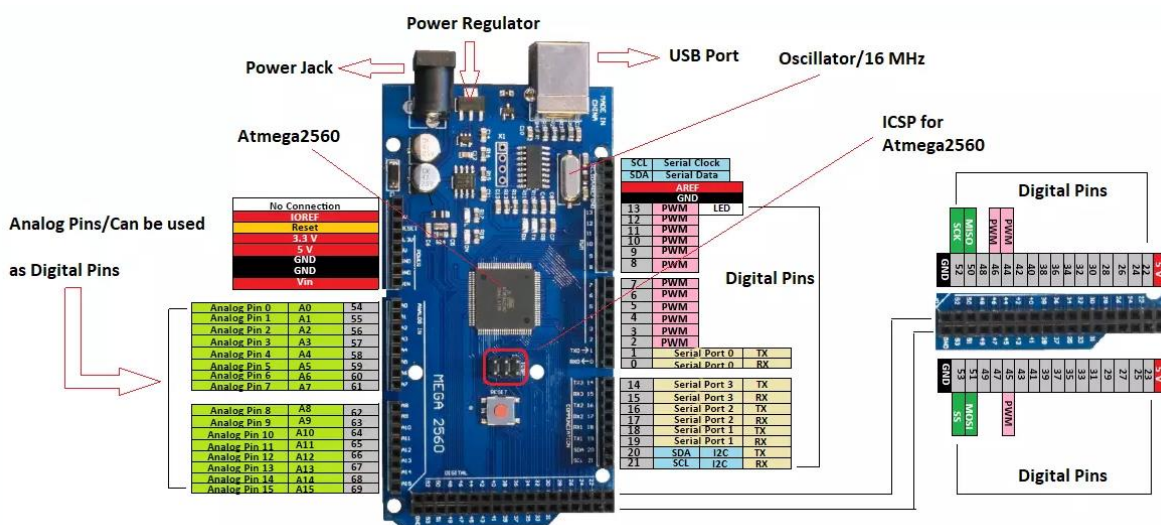 Power Regulator
Power Jack
USB Port
Oscillator/16 MHz
Atmega2560
ICSP for
Atmega2560
Analog Pins/Can be used
as Digital Pins
No Connection
IOREF
Reset
3.3 V
5 V
GND
GND
Vin
Analog Pin 0 A0 54
Analog Pin 1 A1 55
Analog Pin 2 A2 56
Analog Pin 3 A3 57
Analog Pin 4 A4 58
Analog Pin 5 A5 59
Analog Pin 6 A6 60
Analog Pin 7 A7 61
Analog Pin 8 A8 62
Analog Pin 9 A9 63
Analog Pin 10 A10 64
Analog Pin 11 A11 65
Analog Pin 12 A12 66
Analog Pin 13 A13 67
Analog Pin 14 A14 68
Analog Pin 15 A15 69
MADE IN
CHINA
X1
RESET
MEGA 2560
COMMUNICATION
DIGITAL
SCL Serial Clock
SDA Serial Data
AREF
GND
13 PWM LED
12 PWM
11 PWM
10 PWM
9 PWM
8 PWM
7 PWM
6 PWM
5 PWM
4 PWM
3 PWM
2 PWM
1 Serial Port 0 TX
0 Serial Port 0 RX
14 Serial Port 3 TX
15 Serial Port 3 RX
16 Serial Port 2 TX
17 Serial Port 2 RX
18 Serial Port 1 TX
19 Serial Port 1 RX
20 SDA I2C TX
21 SCL I2C RX
Digital Pins
Digital Pins
SCK MISO PWM PWM
GND 52 50 48 46 44 42 40 38 36 34 32 30 28 26 24 22 5 V
GND 53 51 49 47 45 43 41 39 37 35 33 31 29 27 25 23 5 V
SS MOSI PWM
Digital Pins